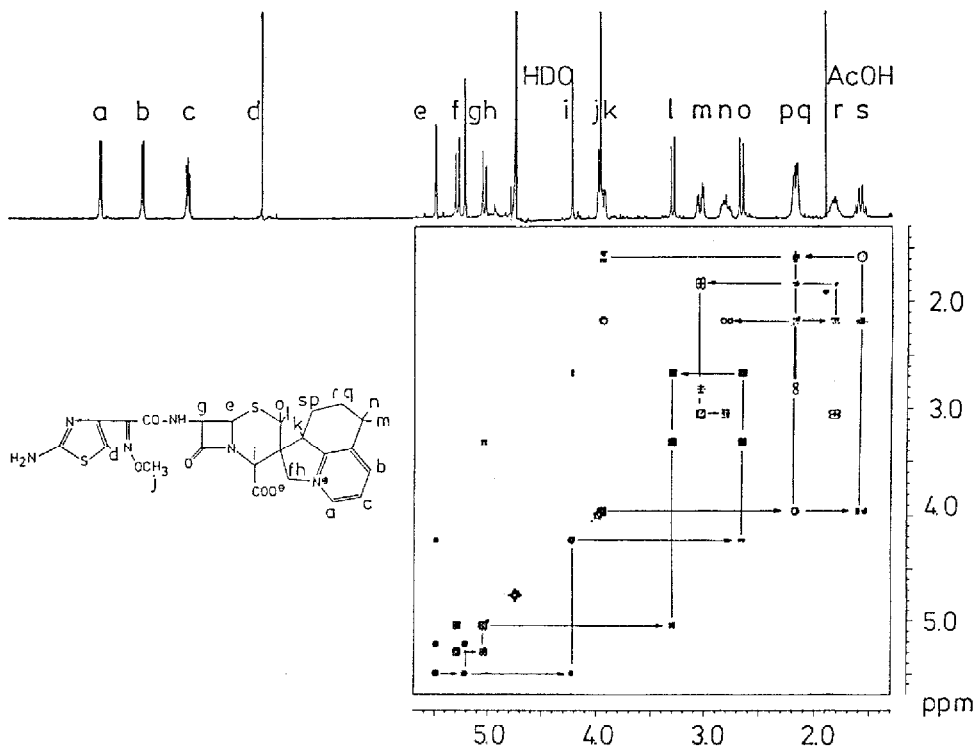 HDO
AcOH
a b c d e f g h i j k l m n o p q r s
2.0
3.0
4.0
5.0
ppm
5.0 4.0 3.0 2.0
g e S o l s p r q n
N CO-NH k m
H₂N S d N O N i b
OCH₃ COO⊖ f h N⊕ c
j a